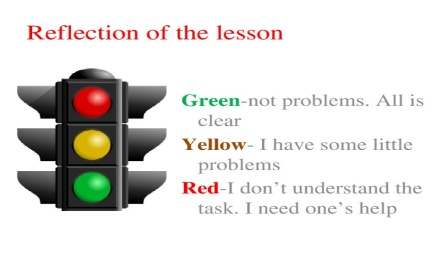 Reflection of the lesson
Green-not problems. All is
clear
Yellow- I have some little
problems
Red-I don't understand the
task. I need one's help